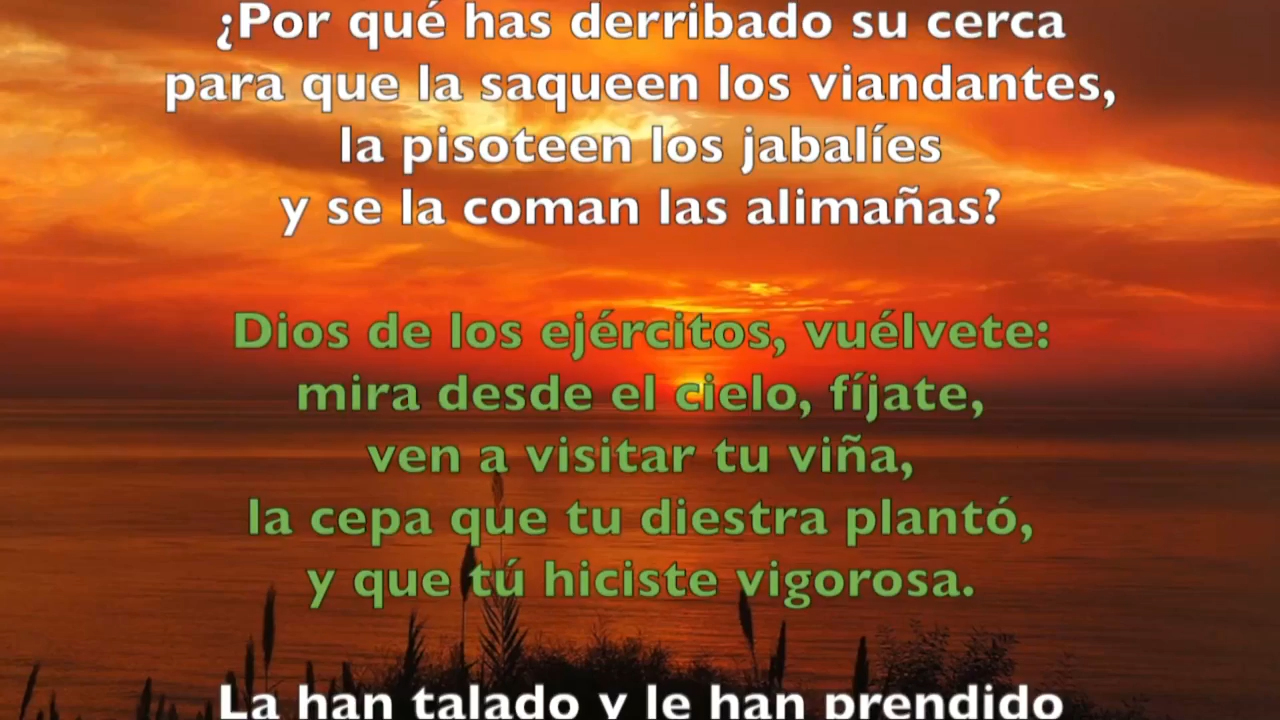 ¿Por qué has derribado su cerca
para que la saqueen los viandantes,
la pisoteen los jabalíes
y se la coman las alimañas?
Dios de los ejércitos, vuélvete:
mira desde el cielo, fíjate,
ven a visitar tu viña,
la cepa que tu diestra plantó,
y que tú hiciste vigorosa.
La han talado y le han prendido